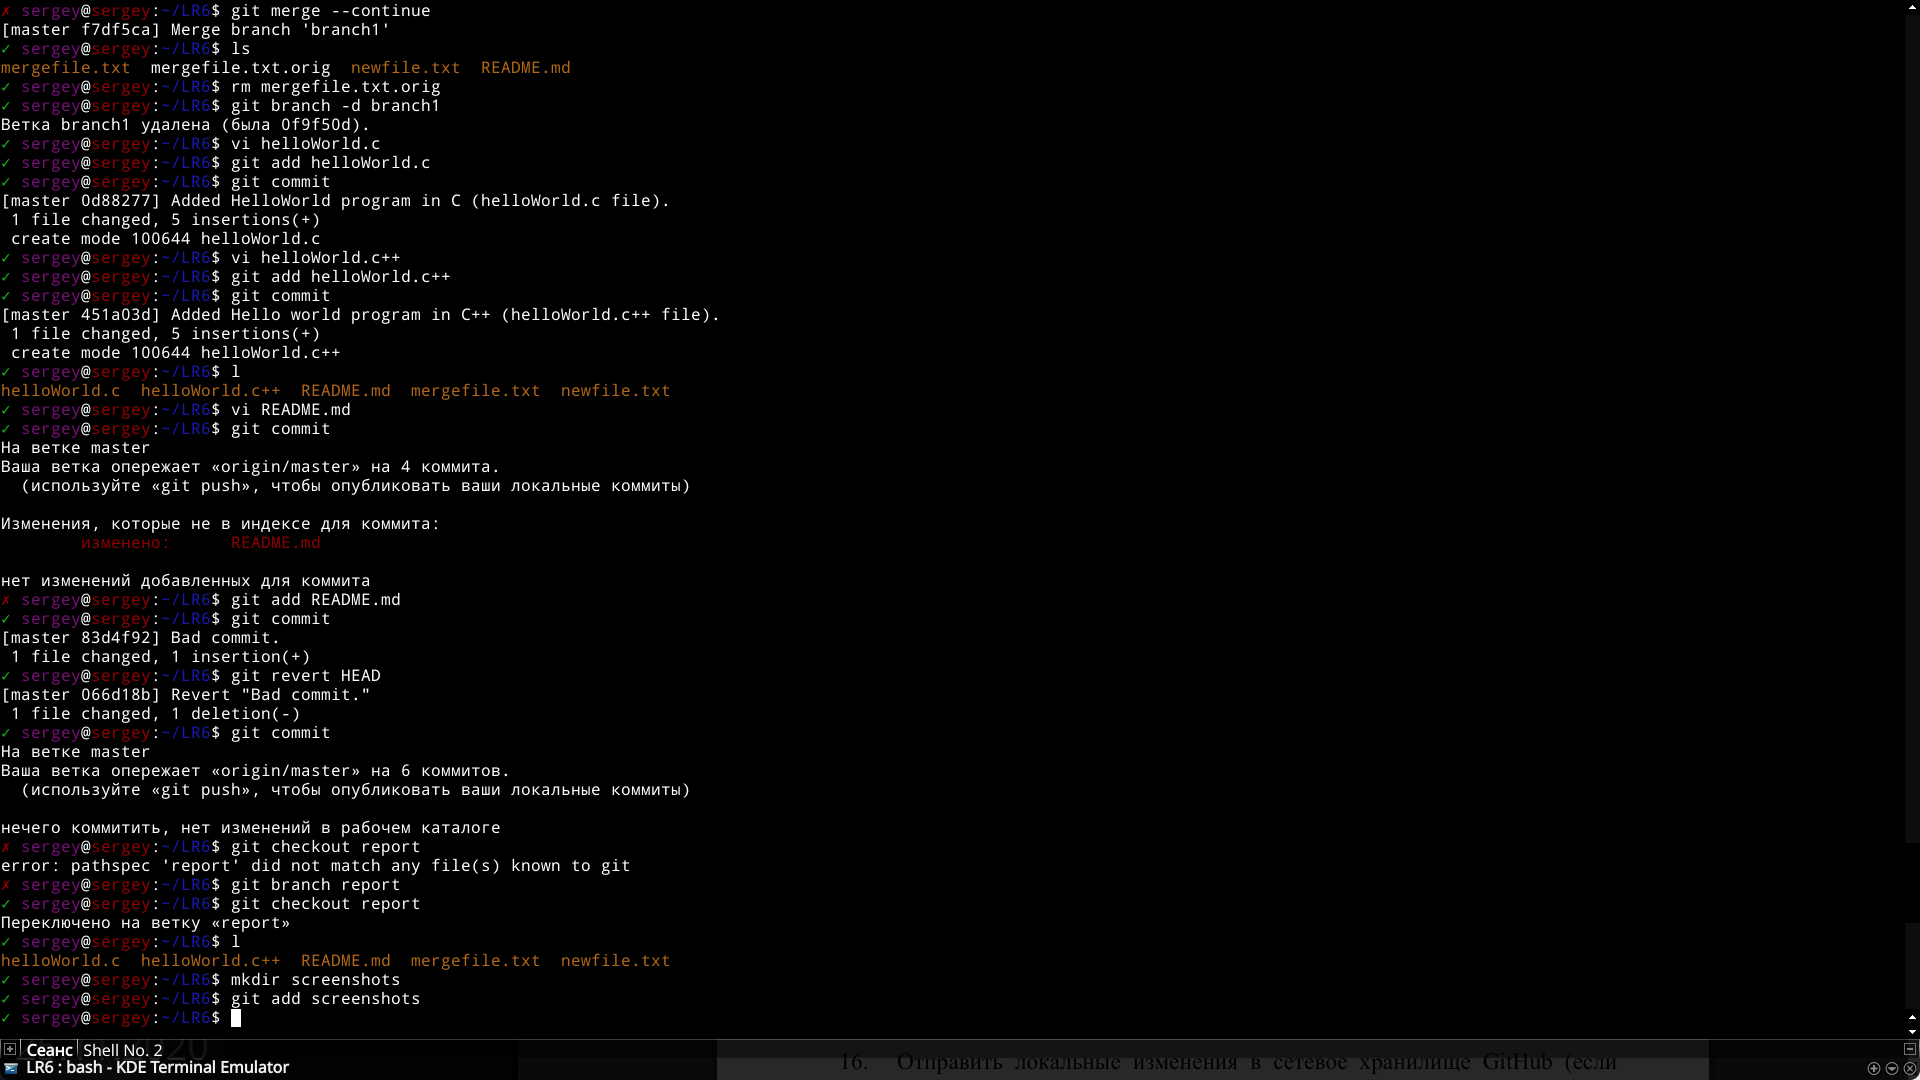 ✗ sergey@sergey:~/LR6$ git merge --continue
[master f7df5ca] Merge branch 'branch1'
✓ sergey@sergey:~/LR6$ ls
mergefile.txt  mergefile.txt.orig  newfile.txt  README.md
✓ sergey@sergey:~/LR6$ rm mergefile.txt.orig
✓ sergey@sergey:~/LR6$ git branch -d branch1
Ветка branch1 удалена (была 0f9f50d).
✓ sergey@sergey:~/LR6$ vi helloWorld.c
✓ sergey@sergey:~/LR6$ git add helloWorld.c
✓ sergey@sergey:~/LR6$ git commit
[master 0d88277] Added HelloWorld program in C (helloWorld.c file).
 1 file changed, 5 insertions(+)
 create mode 100644 helloWorld.c
✓ sergey@sergey:~/LR6$ vi helloWorld.c++
✓ sergey@sergey:~/LR6$ git add helloWorld.c++
✓ sergey@sergey:~/LR6$ git commit
[master 451a03d] Added Hello world program in C++ (helloWorld.c++ file).
 1 file changed, 5 insertions(+)
 create mode 100644 helloWorld.c++
✓ sergey@sergey:~/LR6$ l
helloWorld.c  helloWorld.c++  README.md  mergefile.txt  newfile.txt
✓ sergey@sergey:~/LR6$ vi README.md
✓ sergey@sergey:~/LR6$ git commit
На ветке master
Ваша ветка опережает «origin/master» на 4 коммита.
  (используйте «git push», чтобы опубликовать ваши локальные коммиты)
Изменения, которые не в индексе для коммита:
        изменено:      README.md
нет изменений добавленных для коммита
✗ sergey@sergey:~/LR6$ git add README.md
✓ sergey@sergey:~/LR6$ git commit
[master 83d4f92] Bad commit.
 1 file changed, 1 insertion(+)
✓ sergey@sergey:~/LR6$ git revert HEAD
[master 066d18b] Revert "Bad commit."
 1 file changed, 1 deletion(-)
✓ sergey@sergey:~/LR6$ git commit
На ветке master
Ваша ветка опережает «origin/master» на 6 коммитов.
  (используйте «git push», чтобы опубликовать ваши локальные коммиты)
нечего коммитить, нет изменений в рабочем каталоге
✗ sergey@sergey:~/LR6$ git checkout report
error: pathspec 'report' did not match any file(s) known to git
✗ sergey@sergey:~/LR6$ git branch report
✓ sergey@sergey:~/LR6$ git checkout report
Переключено на ветку «report»
✓ sergey@sergey:~/LR6$ l
helloWorld.c  helloWorld.c++  README.md  mergefile.txt  newfile.txt
✓ sergey@sergey:~/LR6$ mkdir screenshots
✓ sergey@sergey:~/LR6$ git add screenshots
✓ sergey@sergey:~/LR6$
Сеанс  Shell No. 2
LR6 : bash - KDE Terminal Emulator
16. Отправить локальные изменения в сетевое хранилище GitHub (если